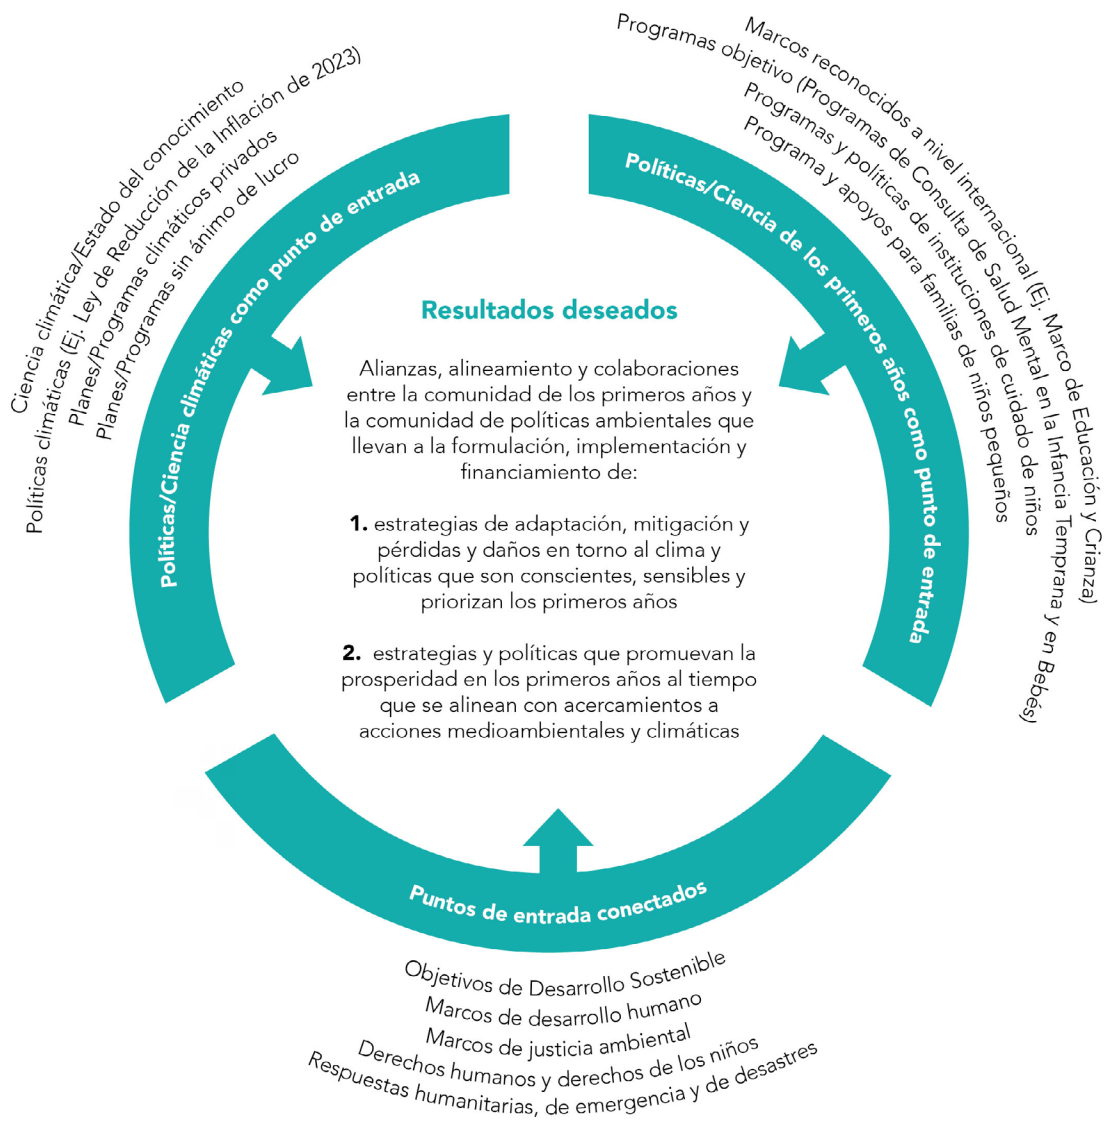 Ciencia climática/Estado del conocimiento
Políticas climáticas (Ej. Ley de Reducción de la Inflación de 2023)
Planes/Programas climáticos privados
Planes/Programas sin ánimo de lucro
Políticas/Ciencia climáticas como punto de entrada
Marcos reconocidos a nivel internacional (Ej. Marco de Educación y Crianza)
Programas objetivo (Programas de Consulta de Salud Mental en la Infancia Temprana y en Bebés)
Programas y políticas de instituciones de cuidado de niños
Programa y apoyos para familias de niños pequeños
Políticas/Ciencia de los primeros años como punto de entrada
Resultados deseados
Alianzas, alineamiento y colaboraciones
entre la comunidad de los primeros años y
la comunidad de políticas ambientales que
llevan a la formulación, implementación y
financiamiento de:
1. estrategias de adaptación, mitigación y
pérdidas y daños en torno al clima y
políticas que son conscientes, sensibles y
priorizan los primeros años
2. estrategias y políticas que promuevan la
prosperidad en los primeros años al tiempo
que se alinean con acercamientos a
acciones medioambientales y climáticas
Puntos de entrada conectados
Objetivos de Desarrollo Sostenible
Marcos de desarrollo humano
Marcos de justicia ambiental
Derechos humanos y derechos de los niños
Respuestas humanitarias, de emergencia y de desastres